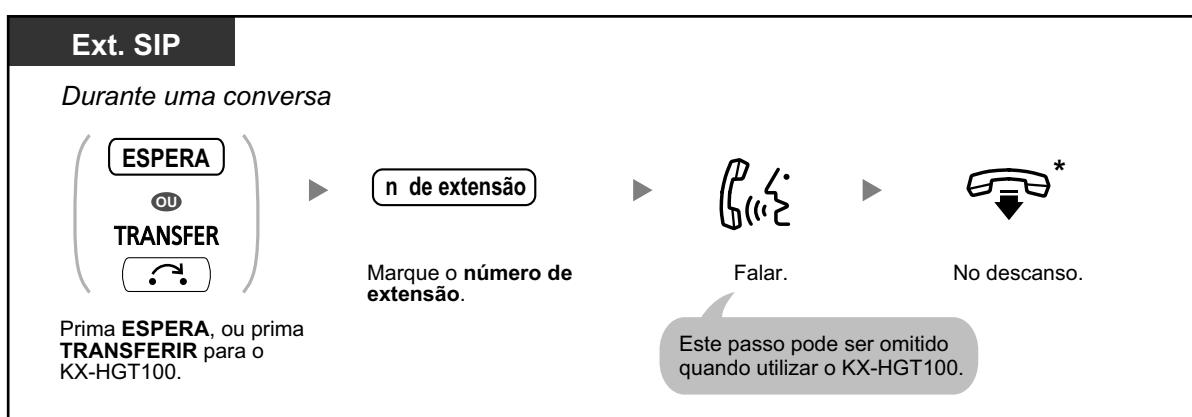 Ext. SIP
Durante uma conversa
ESPERA
OU
TRANSFER
Prima ESPERA, ou prima
TRANSFERIR para o
KX-HGT100.
n de extensão
Marque o número de
extensão.
Falar.
Este passo pode ser omitido
quando utilizar o KX-HGT100.
*
No descanso.